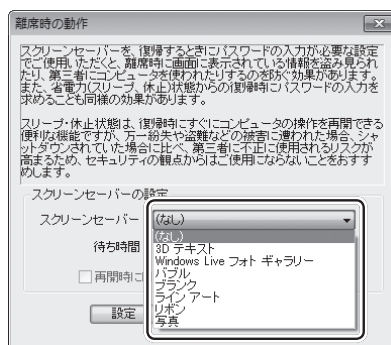 離席時の動作
スクリーンセーバーを、復帰するときにパスワードの入力が必要な設定
でご使用いただくと、離席時に画面に表示されている情報を盗み見られ
たり、第三者にコンピュータを使われたりするのを防ぐ効果があります。
また、省電力(スリープ、休止)状態からの復帰時にパスワードの入力を
求めることも同様の効果があります。
スリープ・休止状態は、復帰時にすぐにコンピュータの操作を再開できる
便利な機能ですが、万一紛失や盗難などの被害に遭われた場合、シャ
ットダウンされていた場合に比べ、第三者に不正に使用されるリスクが
高まるため、セキュリティの観点からはご使用にならないことをおすす
めします。
スクリーンセーバーの設定
スクリーンセーバー (なし)
(なし)
待ち時間 3D テキスト
Windows Live フォト ギャラリー
再開時に バブル
ブランク
ライン アート
設定 リボン
写真